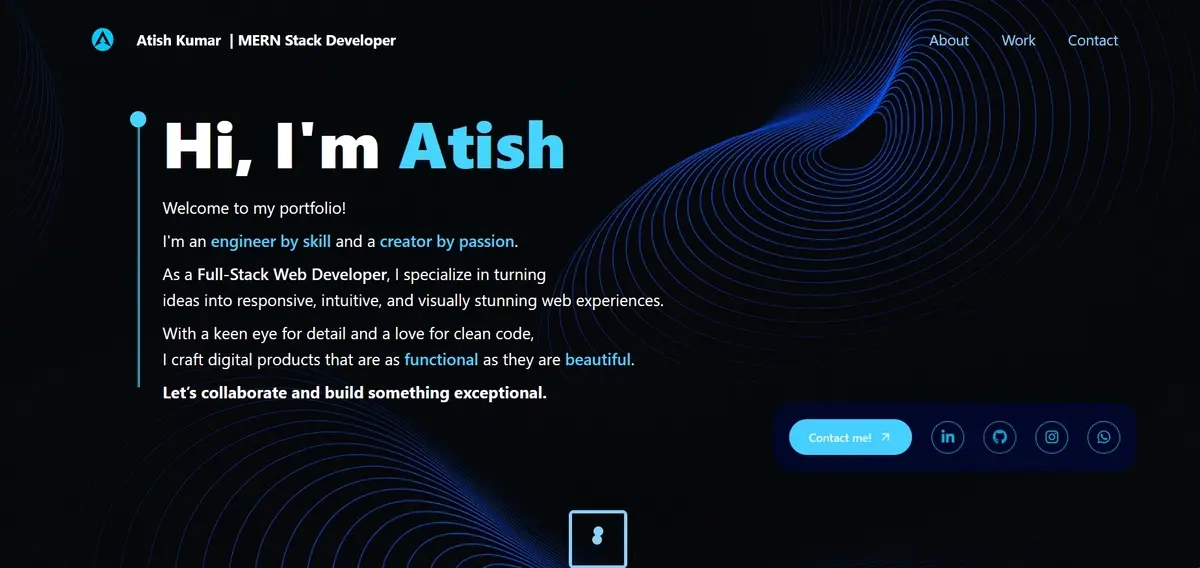 Atish Kumar | MERN Stack Developer
About
Work
Contact
Hi, I'm Atish
Welcome to my portfolio!
I'm an engineer by skill and a creator by passion.
As a Full-Stack Web Developer, I specialize in turning
ideas into responsive, intuitive, and visually stunning web experiences.
With a keen eye for detail and a love for clean code,
I craft digital products that are as functional as they are beautiful.
Let’s collaborate and build something exceptional.
Contact me!